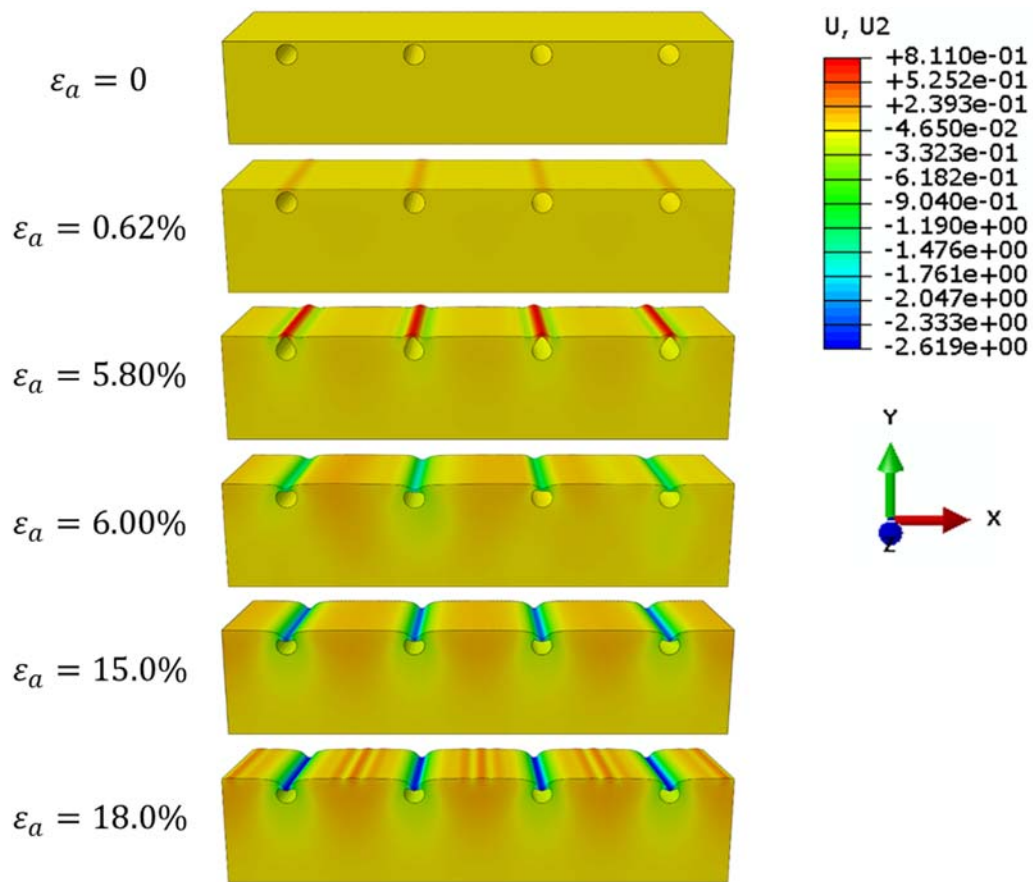 εₐ = 0
εₐ = 0.62%
εₐ = 5.80%
εₐ = 6.00%
εₐ = 15.0%
εₐ = 18.0%
U, U2
+8.110e-01
+5.252e-01
+2.393e-01
-4.650e-02
-3.323e-01
-6.182e-01
-9.040e-01
-1.190e+00
-1.476e+00
-1.761e+00
-2.047e+00
-2.333e+00
-2.619e+00
Y
X
Z